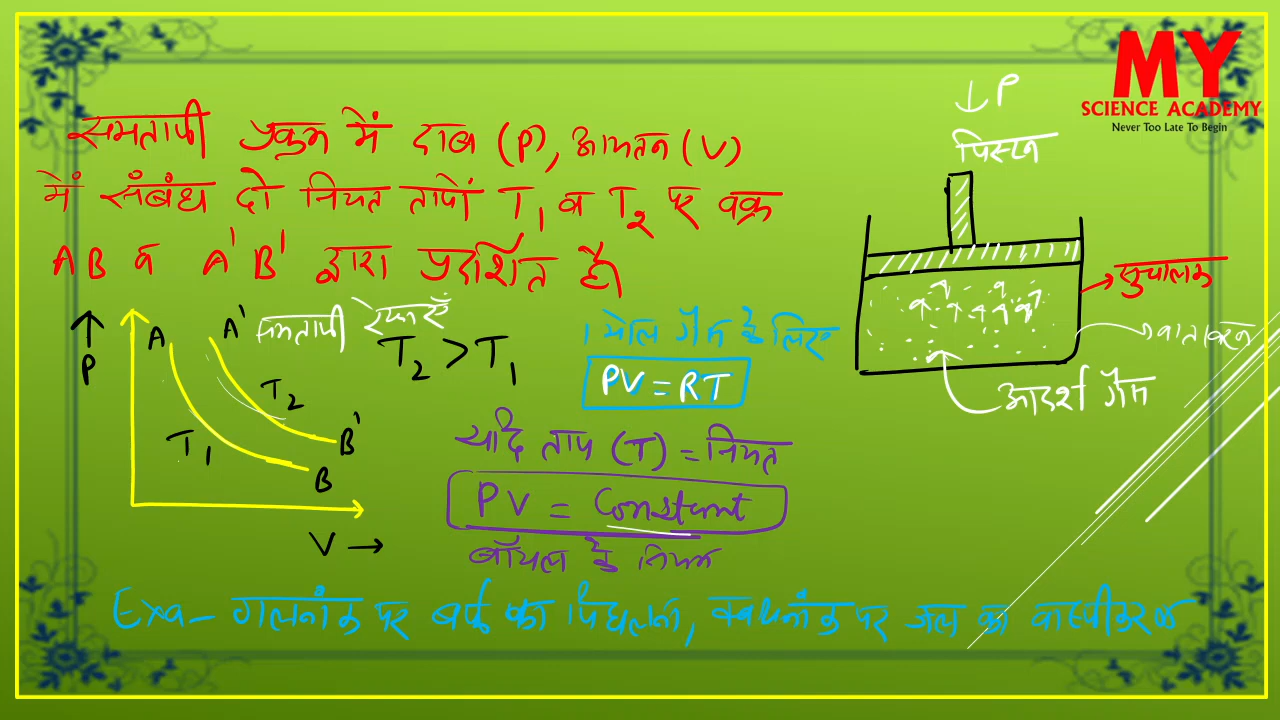 MY
SCIENCE ACADEMY
Never Too Late To Begin
समतापी प्रक्रम में दाब (P), आयतन (V)
में संबंध दो नियत तापों T₁ व T₂ पर वक्र
AB व A'B' द्वारा प्रदर्शित है।
↓ P
पिस्टन
सुचालक
वातावरन
आदर्श गैस
P
A
A'
समतापी रेखाएँ
T₂ > T₁
T₂
T₁
B'
B
V →
1 मोल गैस के लिए
PV = RT
यदि ताप (T) = नियत
PV = Constant
बॉयल के नियम
Exa - गलनांक पर बर्फ का पिघलना, क्वथनांक पर जल का वाष्पीकरण